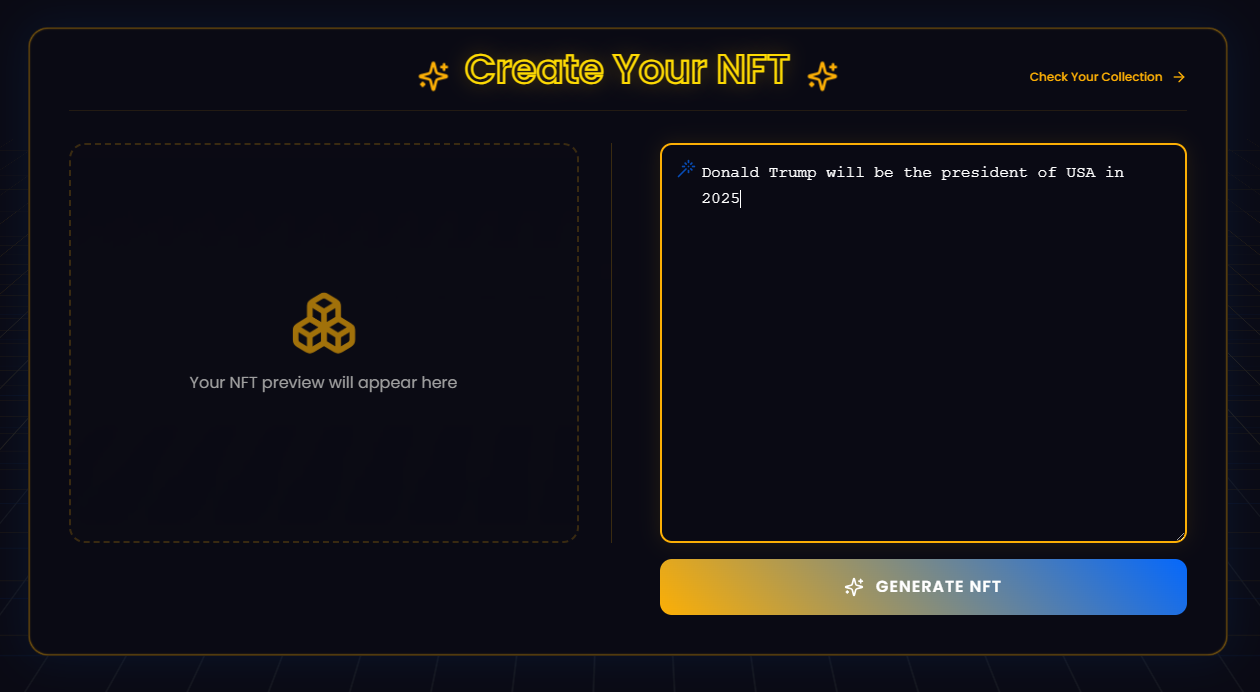 Create Your NFT
Check Your Collection
Donald Trump will be the president of USA in
2025
Your NFT preview will appear here
GENERATE NFT